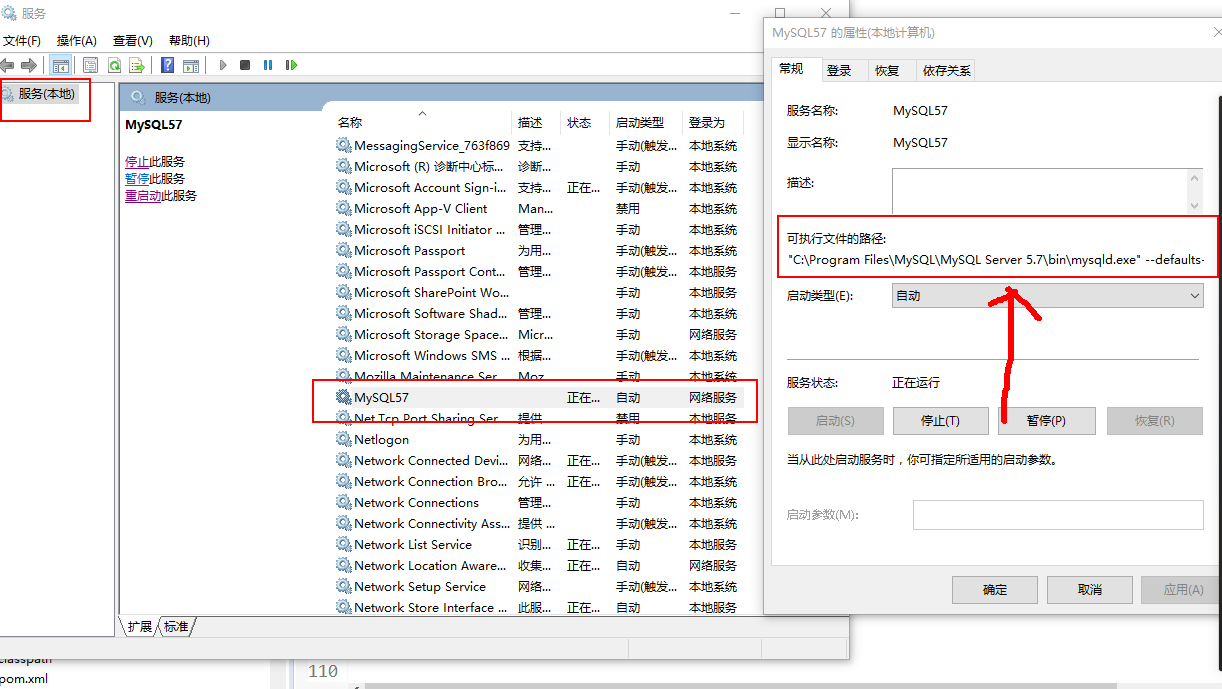 服务
文件(F) 操作(A) 查看(V) 帮助(H)
服务(本地)
服务(本地)
MySQL57
停止此服务
暂停此服务
重启动此服务
名称 描述 状态 启动类型 登录为
MessagingService_763f869 支持... 手动(触发... 本地系统
Microsoft (R) 诊断中心标... 诊断... 手动 本地系统
Microsoft Account Sign-i... 支持... 正在... 手动(触发... 本地系统
Microsoft App-V Client Man... 禁用 本地系统
Microsoft iSCSI Initiator ... 管理... 手动 本地系统
Microsoft Passport 为用... 手动(触发... 本地系统
Microsoft Passport Cont... 管理... 手动(触发... 本地服务
Microsoft SharePoint Wo... 手动 本地服务
Microsoft Software Shad... 管理... 手动 本地系统
Microsoft Storage Space... Micr... 手动 网络服务
Microsoft Windows SMS ... 根据... 手动(触发... 本地系统
Mozilla Maintenance Ser... Moz... 手动 本地系统
MySQL57 正在... 自动 网络服务
Net.Tcp Port Sharing Ser... 提供... 禁用 本地服务
Netlogon 为用... 手动 本地系统
Network Connected Devi... 网络... 正在... 手动(触发... 本地服务
Network Connection Bro... 允许 ... 正在... 手动(触发... 本地系统
Network Connections 管理... 手动 本地系统
Network Connectivity Ass... 提供 ... 手动(触发... 本地系统
Network List Service 识别... 正在... 手动 本地服务
Network Location Aware... 收集... 正在... 自动 网络服务
Network Setup Service 网络... 手动(触发... 本地系统
Network Store Interface ... 此服... 正在... 自动 本地服务
扩展 标准
MySQL57 的属性(本地计算机)
常规 登录 恢复 依存关系
服务名称: MySQL57
显示名称: MySQL57
描述:
可执行文件的路径:
"C:\Program Files\MySQL\MySQL Server 5.7\bin\mysqld.exe" --defaults-
启动类型(E): 自动
服务状态: 正在运行
启动(S) 停止(T) 暂停(P) 恢复(R)
当从此处启动服务时，你可指定所适用的启动参数。
启动参数(M):
确定 取消 应用(A)
classpath
pom.xml
110